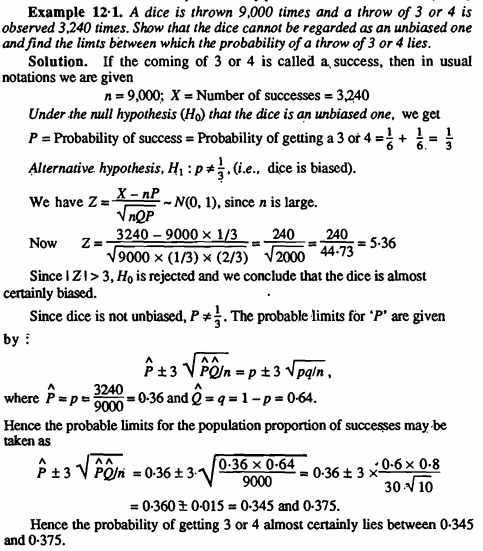 Example 12·1. A dice is thrown 9,000 times and a throw of 3 or 4 is
observed 3,240 times. Show that the dice cannot be regarded as an unbiased one
and find the limts between which the probability of a throw of 3 or 4 lies.
Solution. If the coming of 3 or 4 is called a success, then in usual
notations we are given
n = 9,000; X = Number of successes = 3,240
Under the null hypothesis (H₀) that the dice is an unbiased one, we get
P = Probability of success = Probability of getting a 3 or 4 = 1/6 + 1/6 = 1/3
Alternative hypothesis, H₁ : p ≠ 1/3, (i.e., dice is biased).
We have Z = (X – nP)/√nQP ~ N(0, 1), since n is large.
Now Z = (3240 – 9000 × 1/3)/√9000 × (1/3) × (2/3) = 240/√2000 = 240/44·73 = 5·36
Since | Z | > 3, H₀ is rejected and we conclude that the dice is almost
certainly biased.
Since dice is not unbiased, P ≠ 1/3. The probable limits for 'P' are given
by :
P̂ ± 3 √P̂Q̂/n = p ± 3 √pq/n ,
where P̂ = p = 3240/9000 = 0·36 and Q̂ = q = 1 – p = 0·64.
Hence the probable limits for the population proportion of successes may be
taken as
P̂ ± 3 √P̂Q̂/n = 0·36 ± 3 √(0·36 × 0·64)/9000 = 0·36 ± 3 × (0·6 × 0·8)/(30 √10)
= 0·360 ± 0·015 = 0·345 and 0·375.
Hence the probability of getting 3 or 4 almost certainly lies between 0·345
and 0·375.